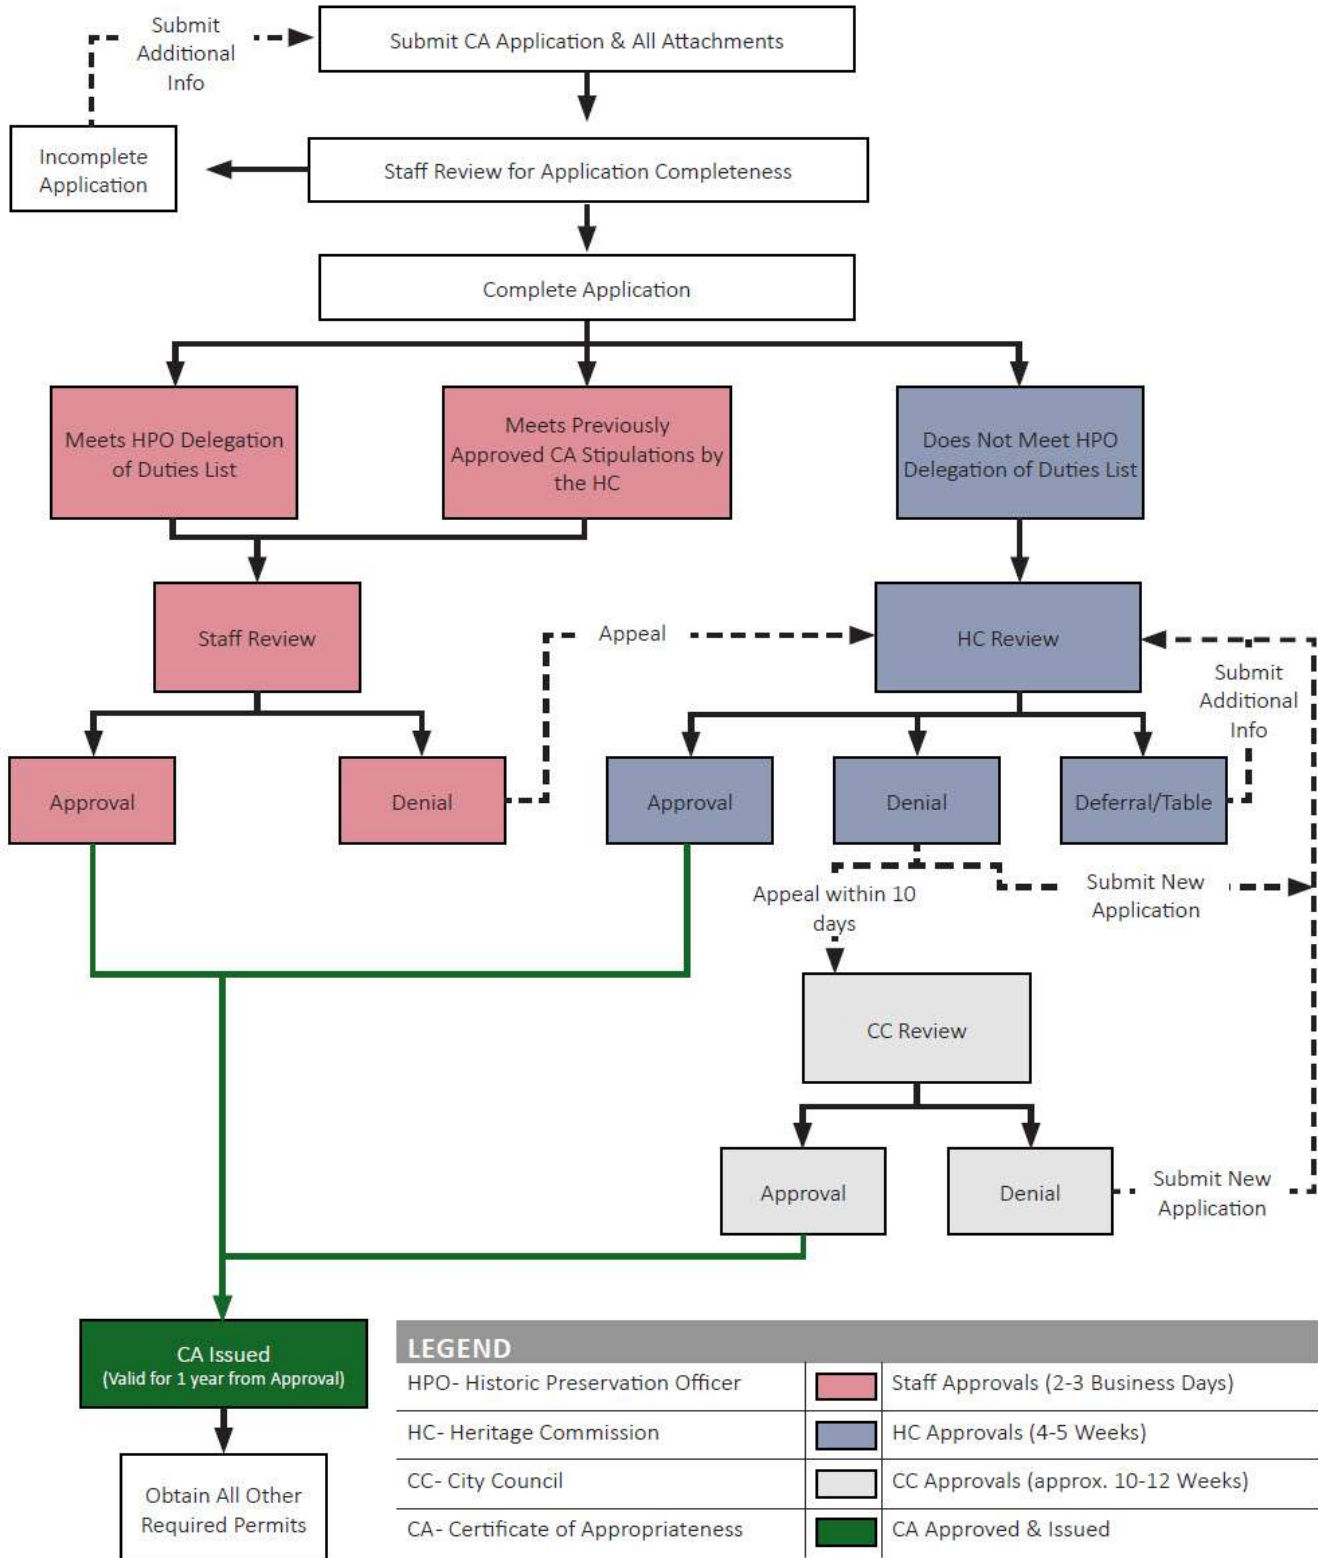 Submit
Additional
Info
Submit CA Application & All Attachments
Incomplete
Application
Staff Review for Application Completeness
Complete Application
Meets HPO Delegation
of Duties List
Meets Previously
Approved CA Stipulations by
the HC
Does Not Meet HPO
Delegation of Duties List
Staff Review
Appeal
HC Review
Submit
Additional
Info
Approval
Denial
Approval
Denial
Deferral/Table
Appeal within 10
days
Submit New
Application
CC Review
Approval
Denial
Submit New
Application
CA Issued
(Valid for 1 year from Approval)
Obtain All Other
Required Permits
LEGEND
HPO- Historic Preservation Officer
Staff Approvals (2-3 Business Days)
HC- Heritage Commission
HC Approvals (4-5 Weeks)
CC- City Council
CC Approvals (approx. 10-12 Weeks)
CA- Certificate of Appropriateness
CA Approved & Issued